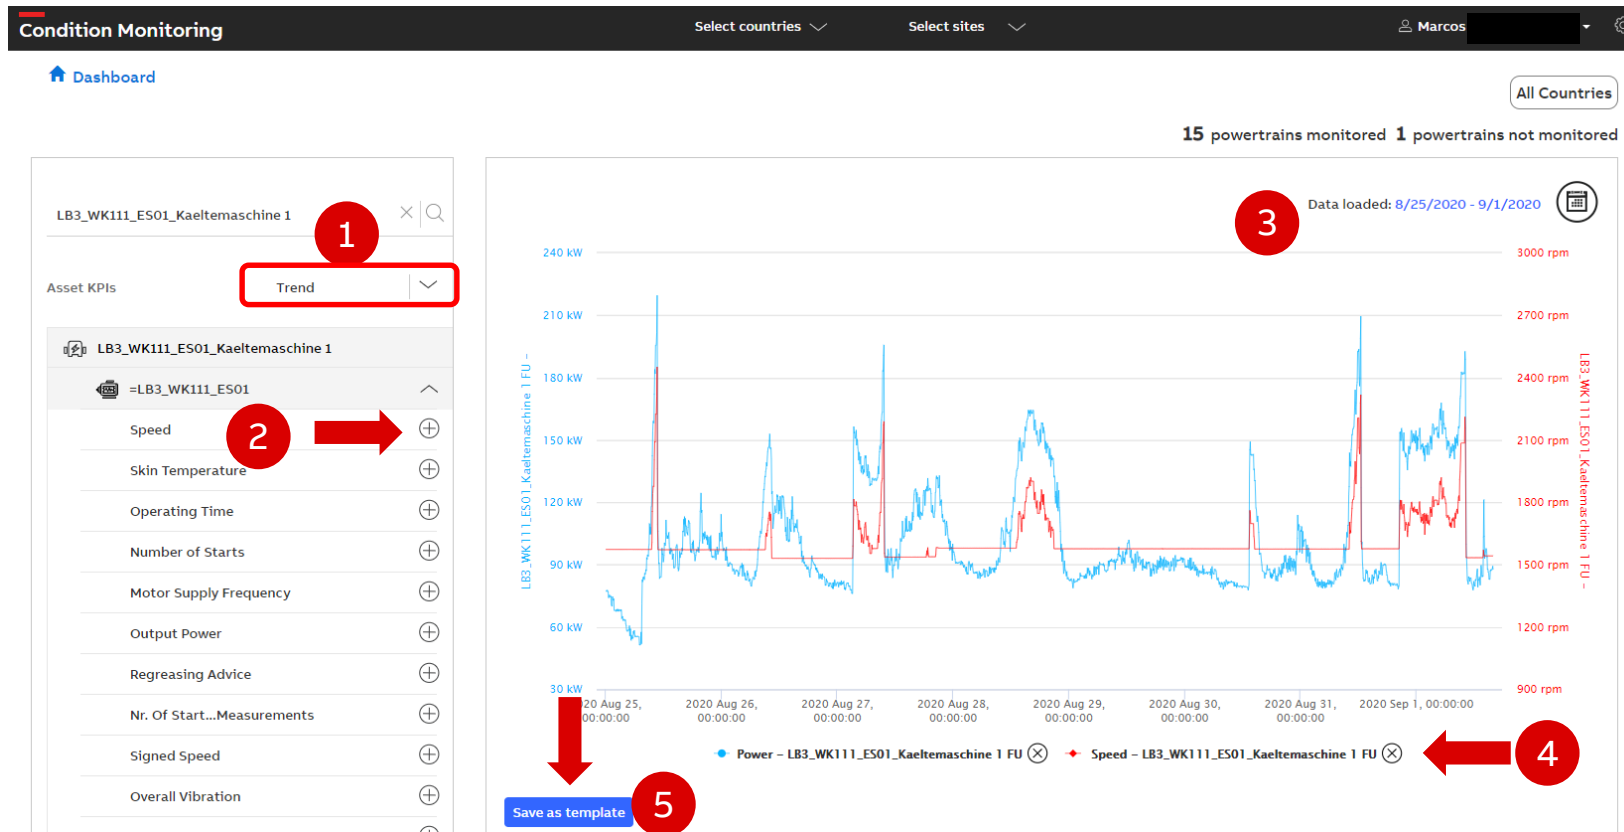 Condition Monitoring
Select countries
Select sites
Marcos
Dashboard
All Countries
15 powertrains monitored 1 powertrains not monitored
LB3_WK111_ES01_Kaeltemaschine 1
1
Asset KPIs
Trend
LB3_WK111_ES01_Kaeltemaschine 1
=LB3_WK111_ES01
Speed
2
Skin Temperature
Operating Time
Number of Starts
Motor Supply Frequency
Output Power
Regreasing Advice
Nr. Of Start...Measurements
Signed Speed
Overall Vibration
3
Data loaded: 8/25/2020 - 9/1/2020
240 kW
210 kW
180 kW
150 kW
120 kW
90 kW
60 kW
30 kW
LB3_WK111_ES01_Kaeltemaschine 1 FU –
3000 rpm
2700 rpm
2400 rpm
2100 rpm
1800 rpm
1500 rpm
1200 rpm
900 rpm
LB3_WK111_ES01_Kaeltemaschine 1 FU –
20 Aug 25,
00:00:00
2020 Aug 26,
00:00:00
2020 Aug 27,
00:00:00
2020 Aug 28,
00:00:00
2020 Aug 29,
00:00:00
2020 Aug 30,
00:00:00
2020 Aug 31,
00:00:00
2020 Sep 1, 00:00:00
Power – LB3_WK111_ES01_Kaeltemaschine 1 FU
Speed – LB3_WK111_ES01_Kaeltemaschine 1 FU
4
Save as template
5